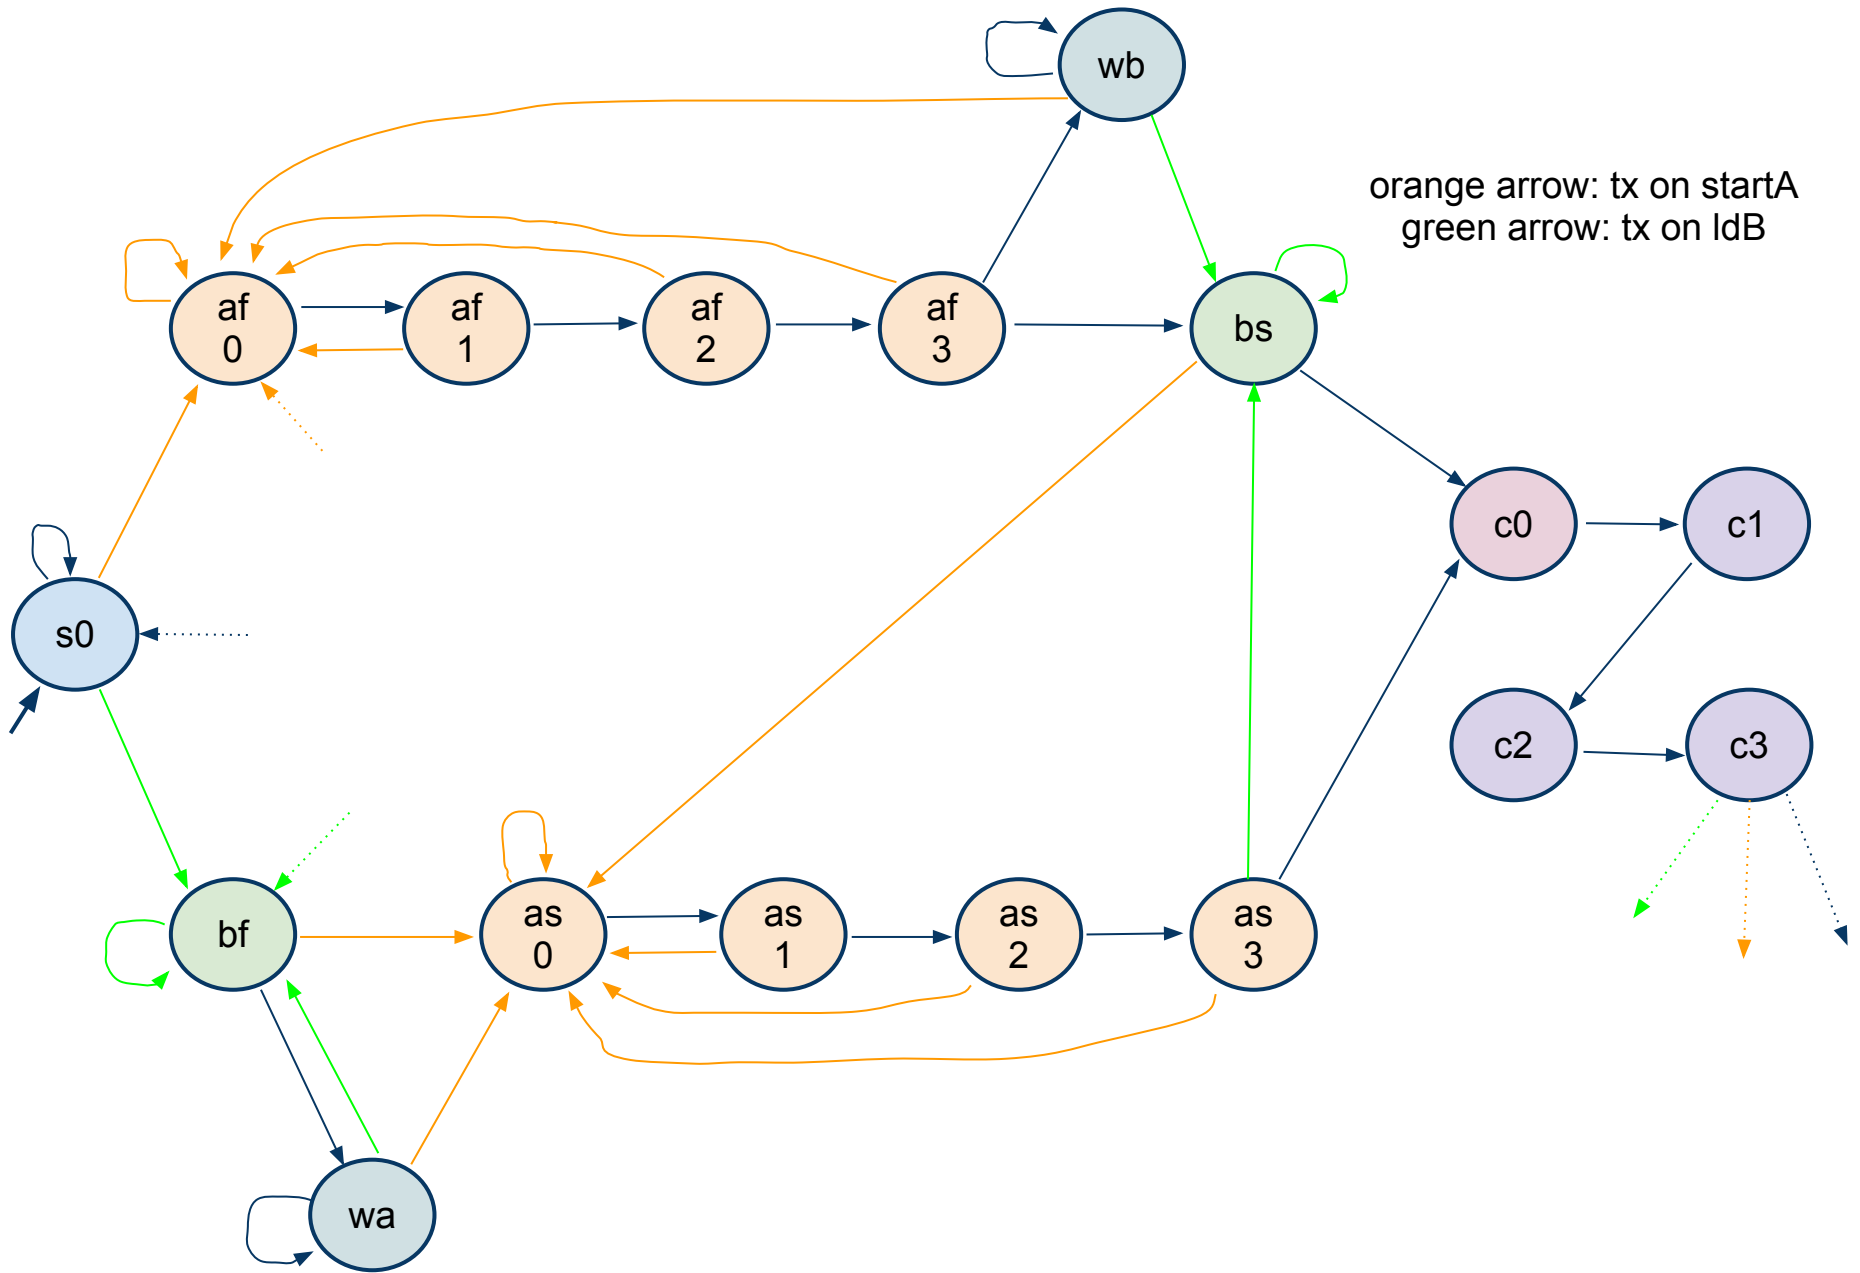 wb
orange arrow: tx on startA
green arrow: tx on ldB
af
0
af
1
af
2
af
3
bs
c0
c1
s0
c2
c3
bf
as
0
as
1
as
2
as
3
wa